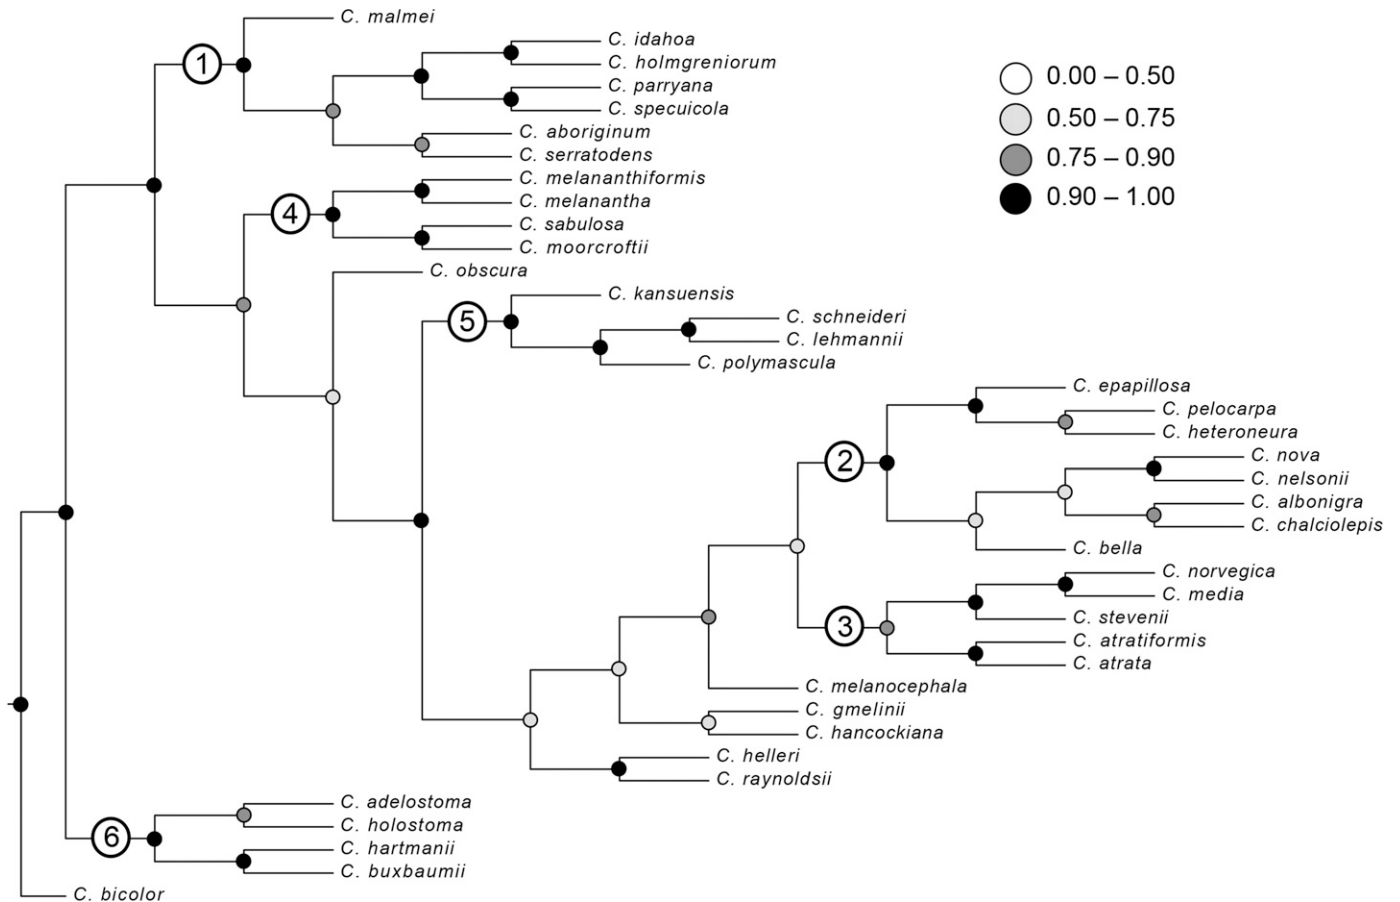 C. malmei
1
C. idahoa
C. holmgreniorum
C. parryana
C. specuicola
C. aboriginum
C. serratodens
C. melananthiformis
4
C. melanantha
C. sabulosa
C. moorcroftii
C. obscura
C. kansuensis
5
C. schneideri
C. lehmannii
C. polymascula
C. epapillosa
C. pelocarpa
C. heteroneura
2
C. nova
C. nelsonii
C. albonigra
C. chalciolepis
C. bella
C. norvegica
C. media
C. stevenii
3
C. atratiformis
C. atrata
C. melanocephala
C. gmelinii
C. hancockiana
C. helleri
C. raynoldsii
C. adelostoma
C. holostoma
6
C. hartmanii
C. buxbaumii
C. bicolor
0.00 – 0.50
0.50 – 0.75
0.75 – 0.90
0.90 – 1.00